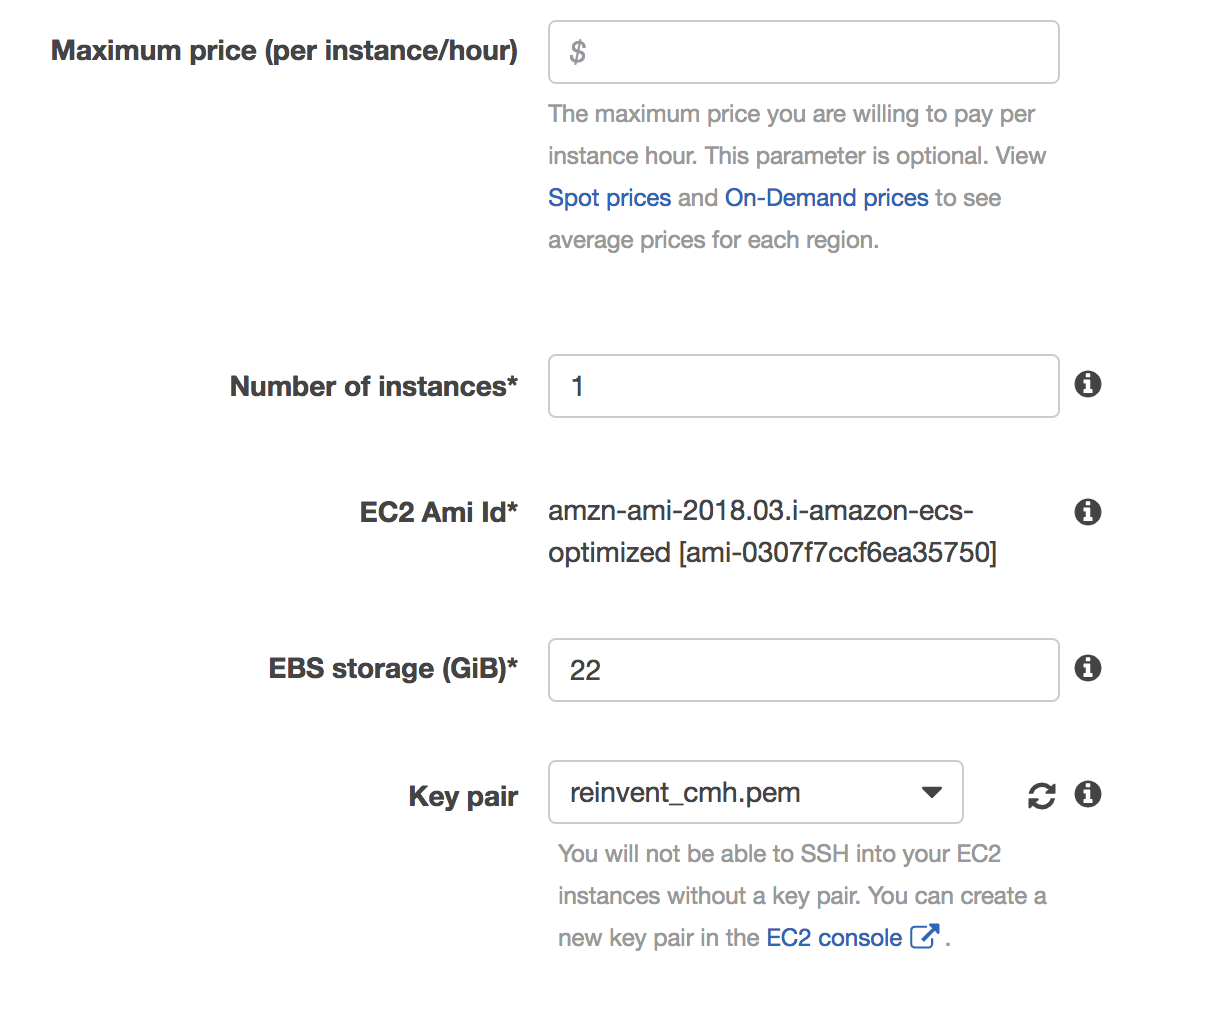 Maximum price (per instance/hour)
$
The maximum price you are willing to pay per
instance hour. This parameter is optional. View
Spot prices and On-Demand prices to see
average prices for each region.
Number of instances*
1
EC2 Ami Id*
amzn-ami-2018.03.i-amazon-ecs-
optimized [ami-0307f7ccf6ea35750]
EBS storage (GiB)*
22
Key pair
reinvent_cmh.pem
You will not be able to SSH into your EC2
instances without a key pair. You can create a
new key pair in the EC2 console .